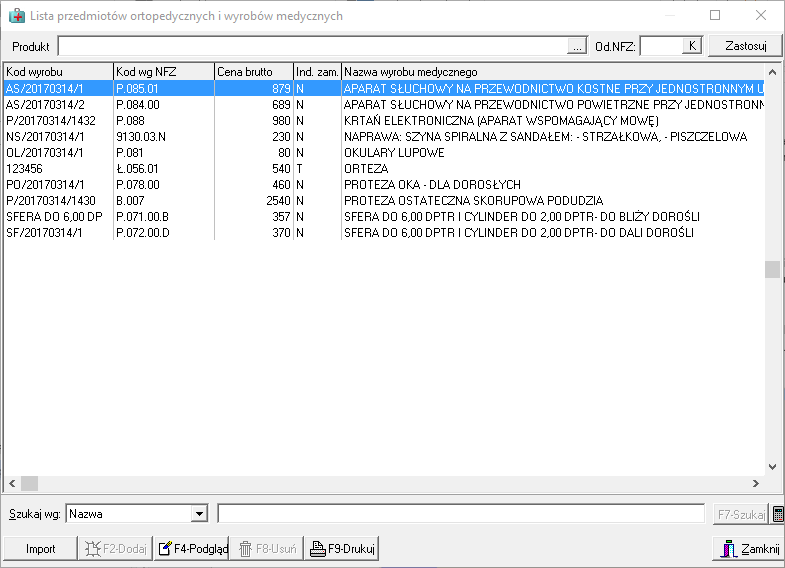 Lista przedmiotów ortopedycznych i wyrobów medycznych
Produkt ... Od.NFZ: K Zastosuj
Kod wyrobu Kod wg NFZ Cena brutto Ind. zam. Nazwa wyrobu medycznego
AS/20170314/1 P.085.01 879 N APARAT SŁUCHOWY NA PRZEWODNICTWO KOSTNE PRZY JEDNOSTRONNYM U
AS/20170314/2 P.084.00 689 N APARAT SŁUCHOWY NA PRZEWODNICTWO POWIETRZNE PRZY JEDNOSTRONN
P/20170314/1432 P.088 980 N KRTAŃ ELEKTRONICZNA (APARAT WSPOMAGAJĄCY MOWĘ)
NS/20170314/1 9130.03.N 230 N NAPRAWA: SZYNA SPIRALNA Z SANDAŁEM: - STRZAŁKOWA, - PISZCZELOWA
OL/20170314/1 P.081 80 N OKULARY LUPOWE
123456 Ł.056.01 540 T ORTEZA
PO/20170314/1 P.078.00 460 N PROTEZA OKA - DLA DOROSŁYCH
P/20170314/1430 B.007 2540 N PROTEZA OSTATECZNA SKORUPOWA PODUDZIA
SFERA DO 6,00 DP P.071.00.B 357 N SFERA DO 6,00 DPTR I CYLINDER DO 2,00 DPTR- DO BLIŻY DOROŚLI
SF/20170314/1 P.072.00.D 370 N SFERA DO 6,00 DPTR I CYLINDER DO 2,00 DPTR- DO DALI DOROŚLI
Szukaj wg: Nazwa F7-Szukaj
Import F2-Dodaj F4-Podgląd F8-Usuń F9-Drukuj Zamknij